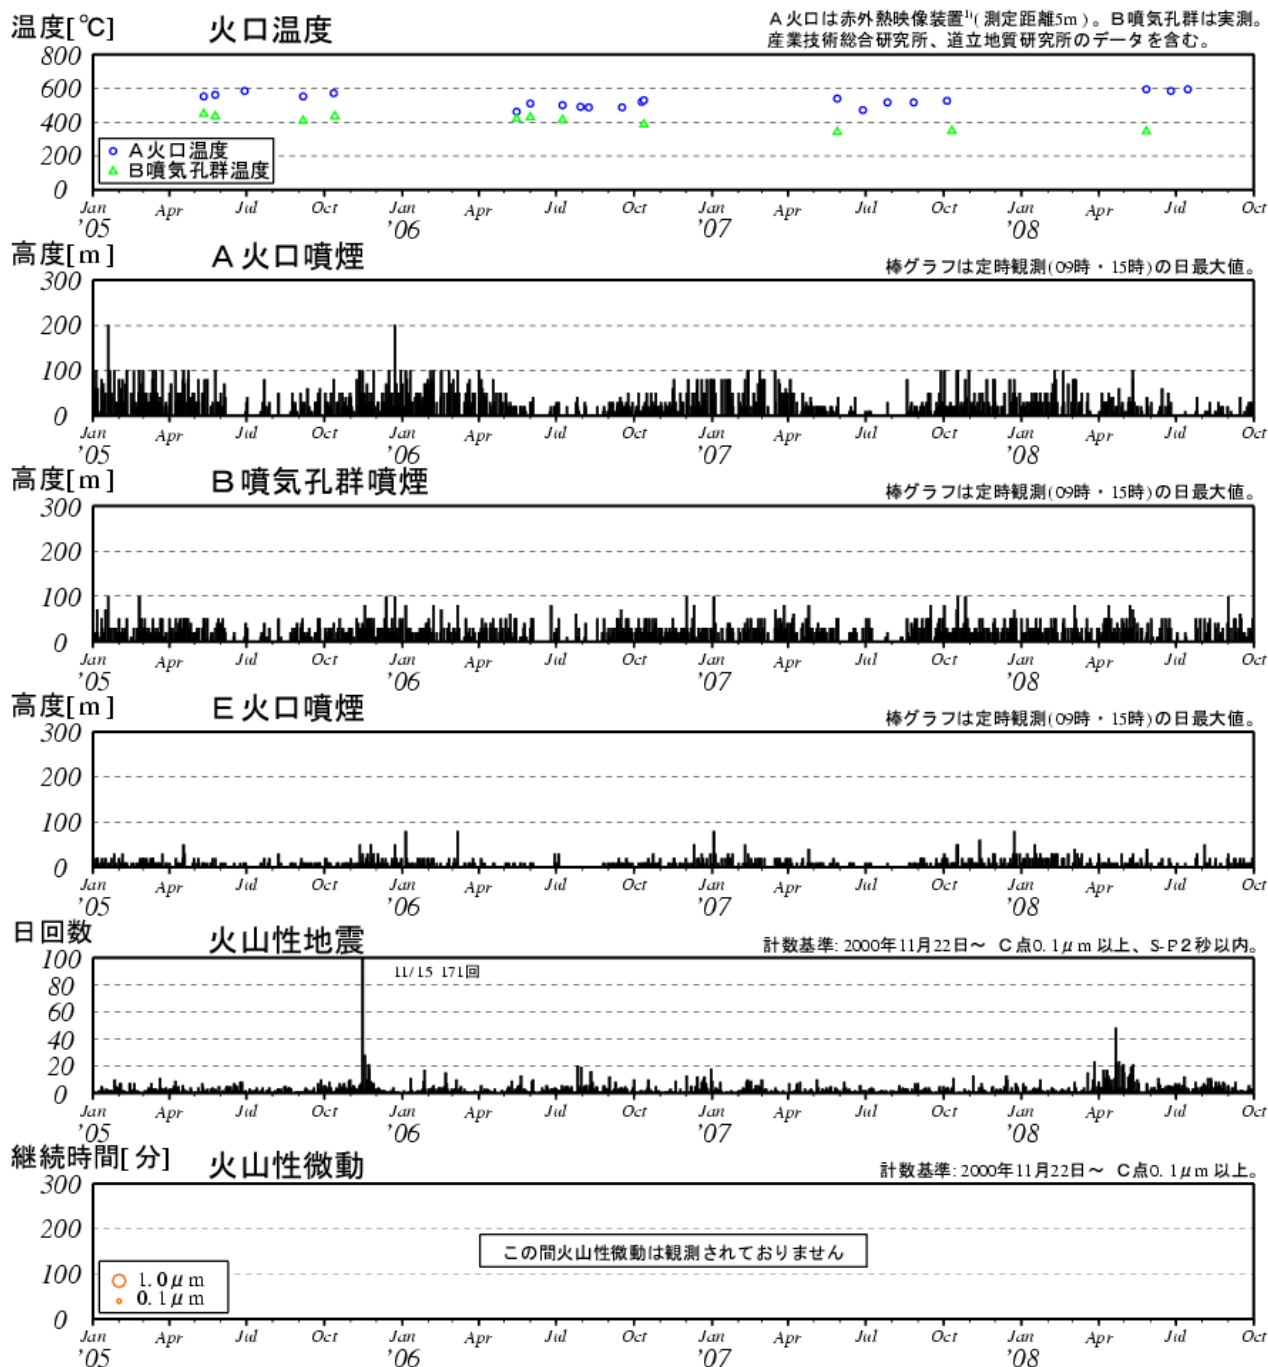 温度[℃] 火口温度
A火口は赤外熱映像装置¹⁾(測定距離5m)。B噴気孔群は実測。
産業技術総合研究所、道立地質研究所のデータを含む。
800
600
400
200
0
A火口温度
B噴気孔群温度
Jan Apr Jul Oct Jan Apr Jul Oct Jan Apr Jul Oct Jan Apr Jul Oct
'05 '06 '07 '08
高度[m] A火口噴煙
棒グラフは定時観測(09時・15時)の日最大値。
300
200
100
0
Jan Apr Jul Oct Jan Apr Jul Oct Jan Apr Jul Oct Jan Apr Jul Oct
'05 '06 '07 '08
高度[m] B噴気孔群噴煙
棒グラフは定時観測(09時・15時)の日最大値。
300
200
100
0
Jan Apr Jul Oct Jan Apr Jul Oct Jan Apr Jul Oct Jan Apr Jul Oct
'05 '06 '07 '08
高度[m] E火口噴煙
棒グラフは定時観測(09時・15時)の日最大値。
300
200
100
0
Jan Apr Jul Oct Jan Apr Jul Oct Jan Apr Jul Oct Jan Apr Jul Oct
'05 '06 '07 '08
日回数 火山性地震
計数基準: 2000年11月22日～ C点0.1μm以上、S-P2秒以内。
100
11/15 171回
80
60
40
20
0
Jan Apr Jul Oct Jan Apr Jul Oct Jan Apr Jul Oct Jan Apr Jul Oct
'05 '06 '07 '08
継続時間[分] 火山性微動
計数基準: 2000年11月22日～ C点0.1μm以上。
300
200
この間火山性微動は観測されておりません
100
1.0μm
0.1μm
0
Jan Apr Jul Oct Jan Apr Jul Oct Jan Apr Jul Oct Jan Apr Jul Oct
'05 '06 '07 '08